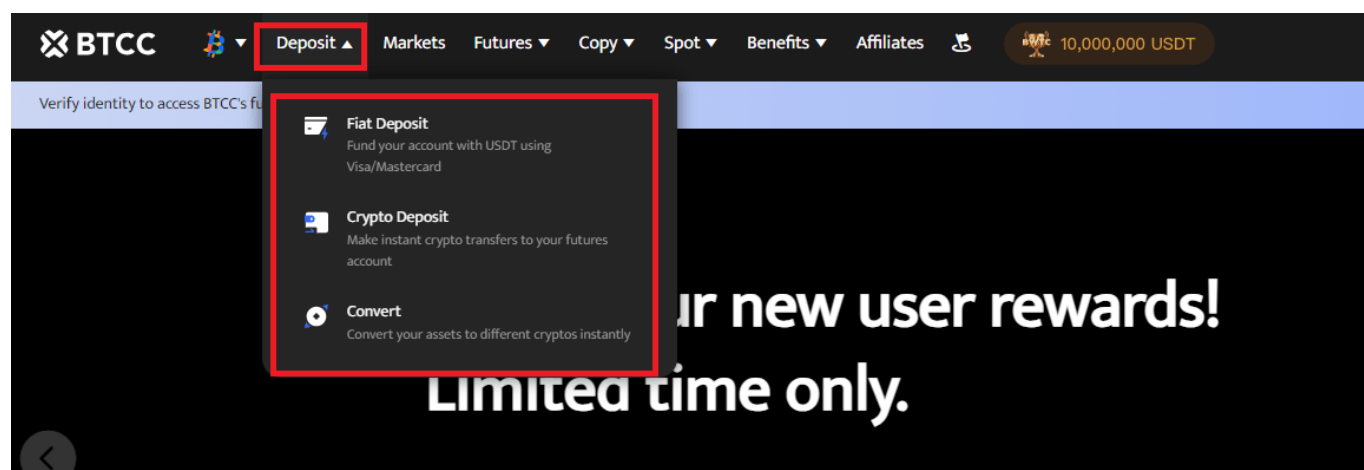 BTCC Deposit Markets Futures Copy Spot Benefits Affiliates 10,000,000 USDT
Verify identity to access BTCC's fu
Fiat Deposit
Fund your account with USDT using
Visa/Mastercard
Crypto Deposit
Make instant crypto transfers to your futures
account
Convert
Convert your assets to different cryptos instantly
ur new user rewards!
Limited time only.